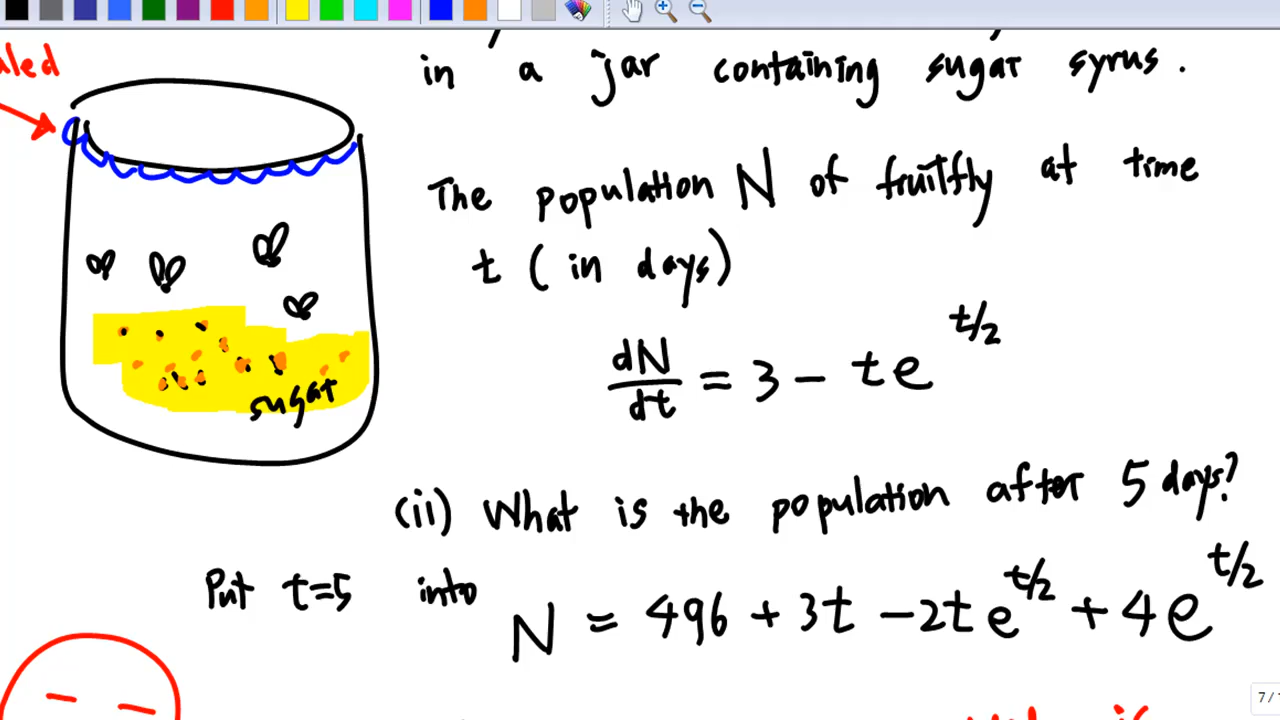 aled
in a jar containing sugar syrus.
The population N of fruitfly at time
t (in days)
dN/dt = 3 - te^{t/2}
sugar
(ii) What is the population after 5 days?
Put t=5 into N = 496 + 3t - 2te^{t/2} + 4e^{t/2}
7/